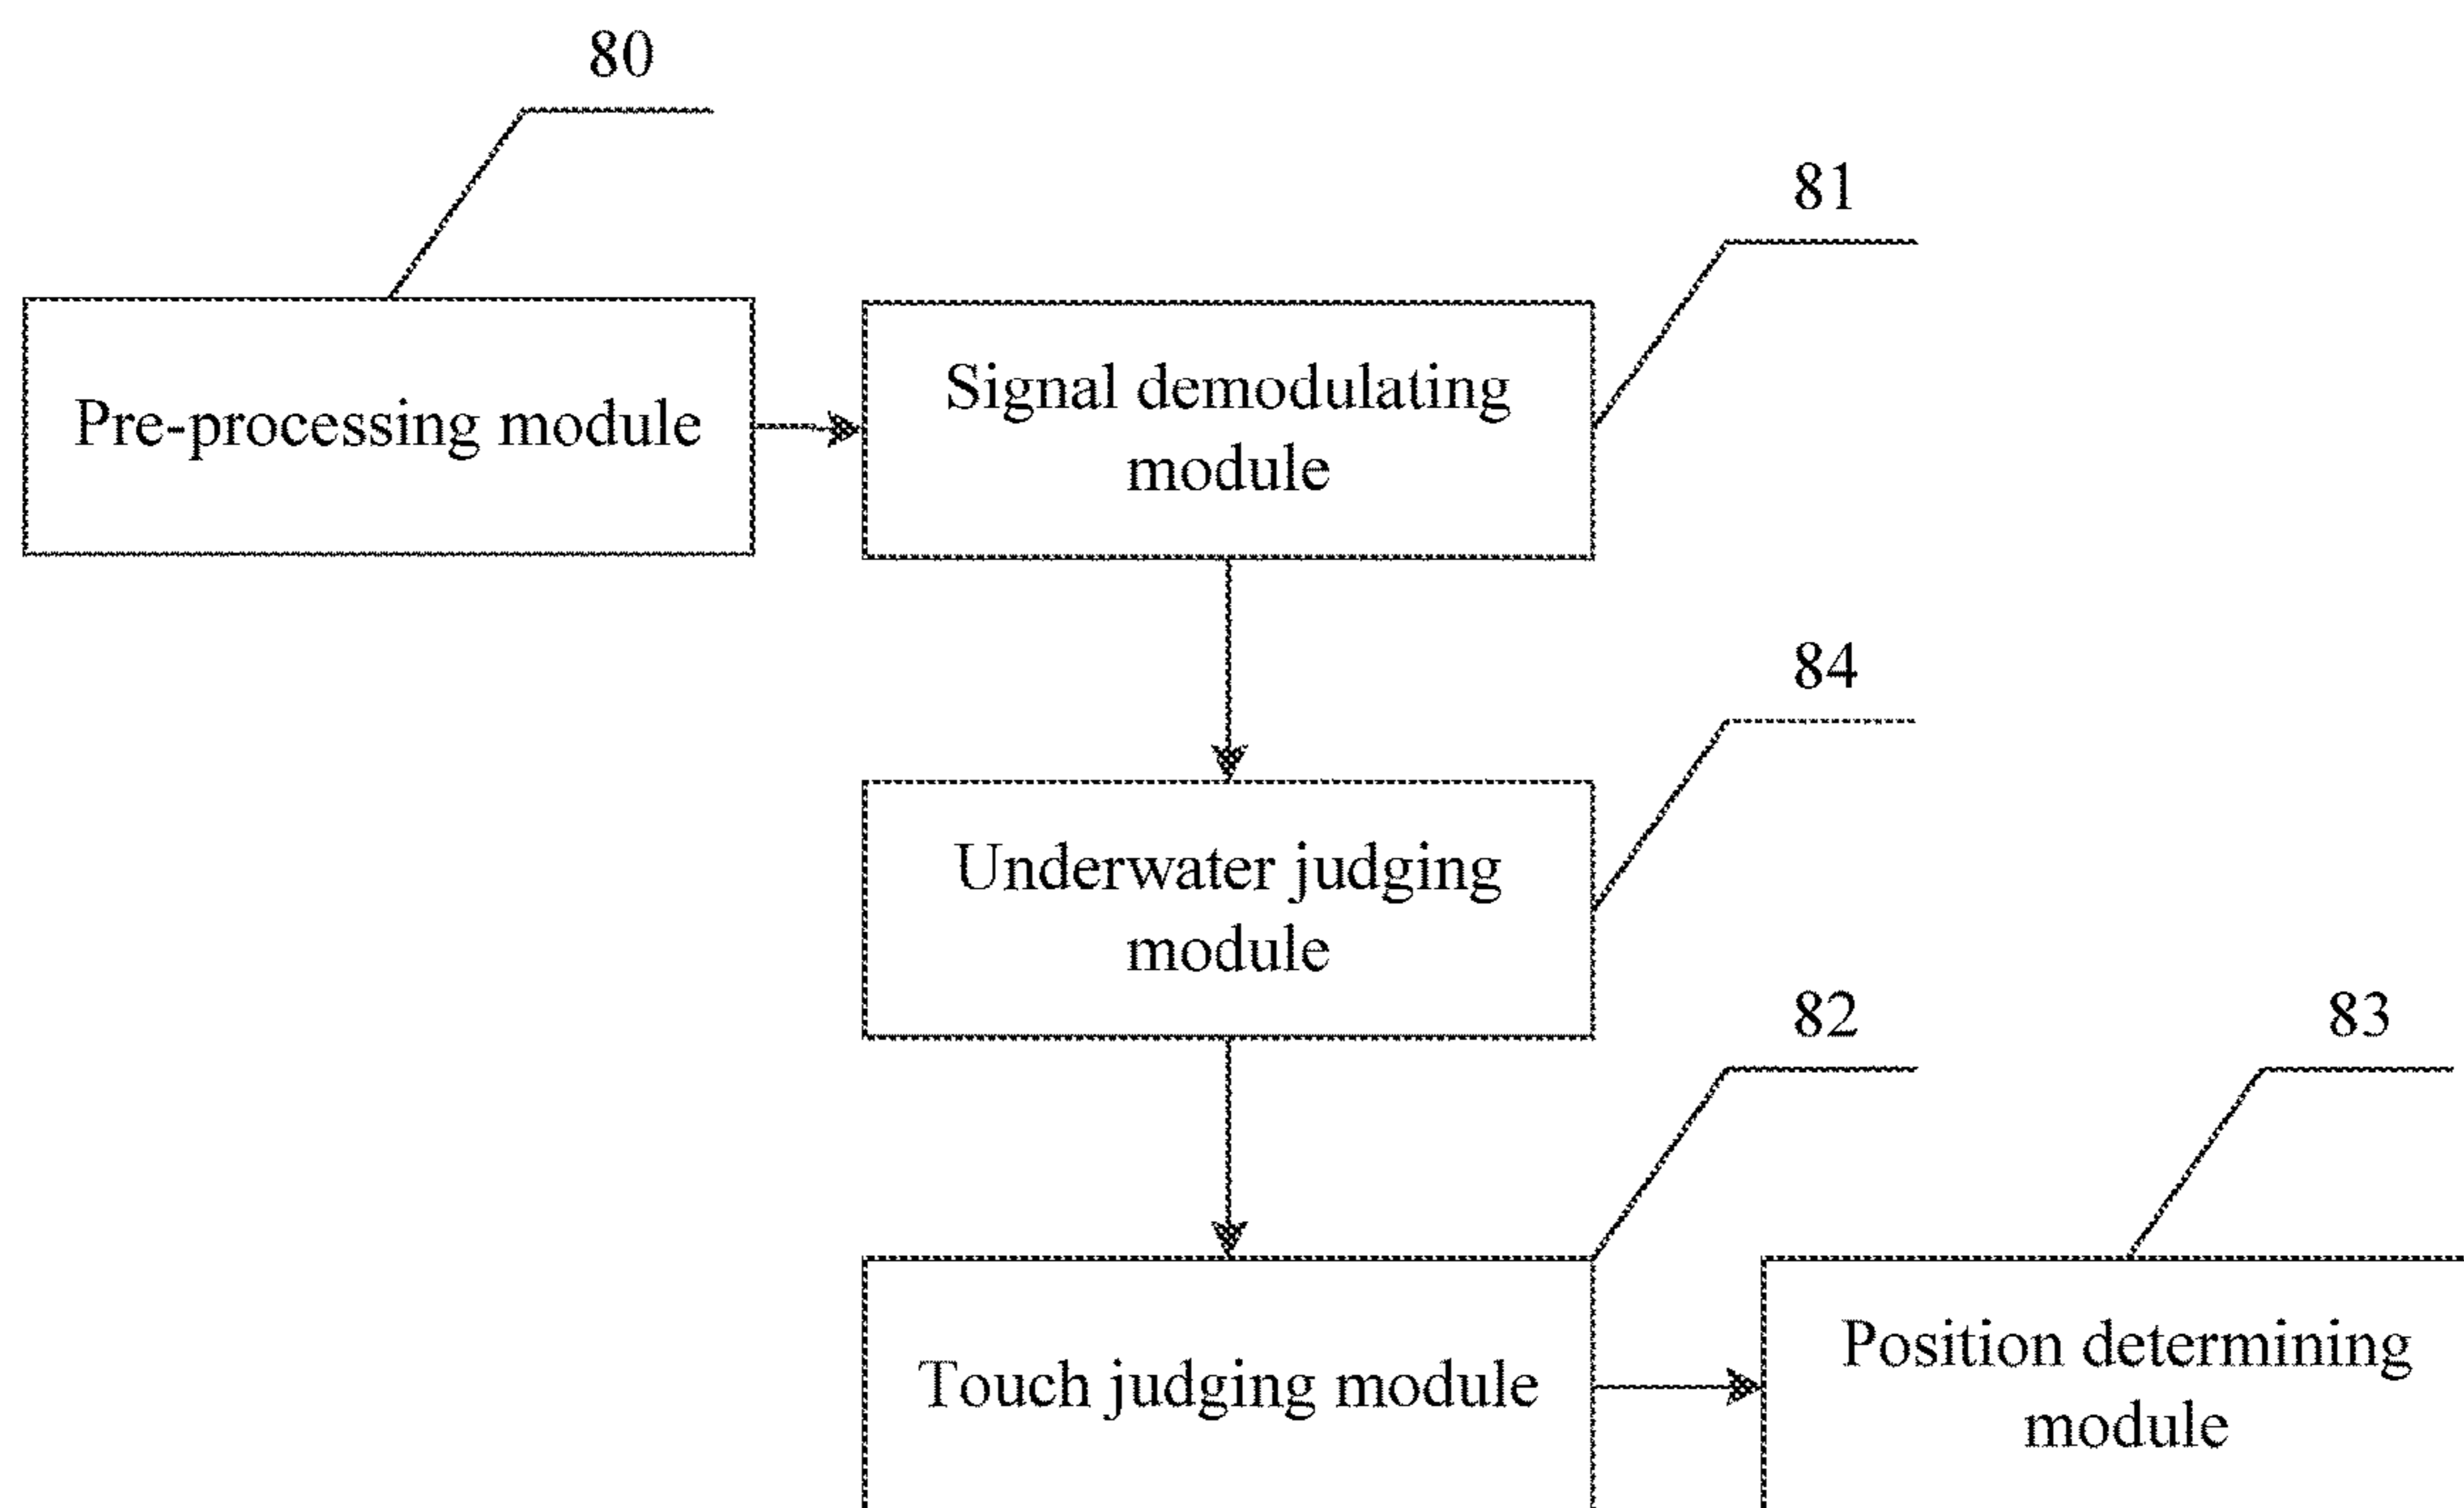 80
81
Pre-processing module
Signal demodulating
module
84
Underwater judging
module
82
83
Touch judging module
Position determining
module